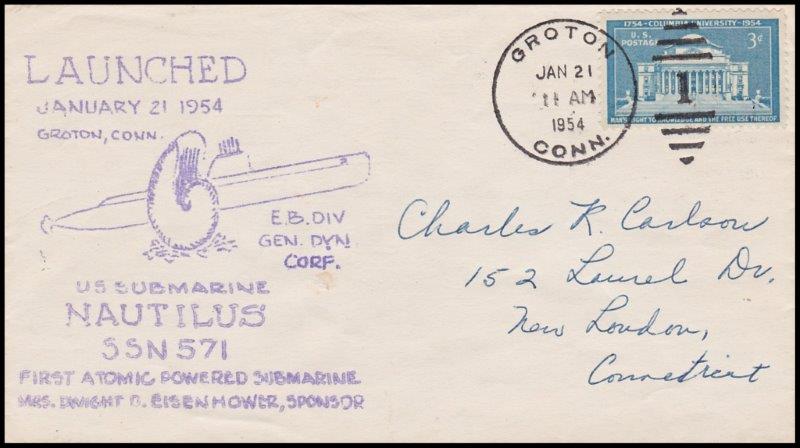 LAUNCHED
JANUARY 21 1954
GROTON, CONN.
E.B. DIV
GEN. DYN
CORP.
US SUBMARINE
NAUTILUS
SSN 571
FIRST ATOMIC POWERED SUBMARINE
MRS. DWIGHT D. EISENHOWER, SPONSOR
GROTON
JAN 21
11 AM
1954
CONN.
1
1754-COLUMBIA UNIVERSITY-1954
U.S.
POSTAGE
3¢
MAN'S RIGHT TO KNOWLEDGE AND THE FREE USE THEREOF
Charles R. Carlson
152 Laurel Dr.
New London,
Connecticut